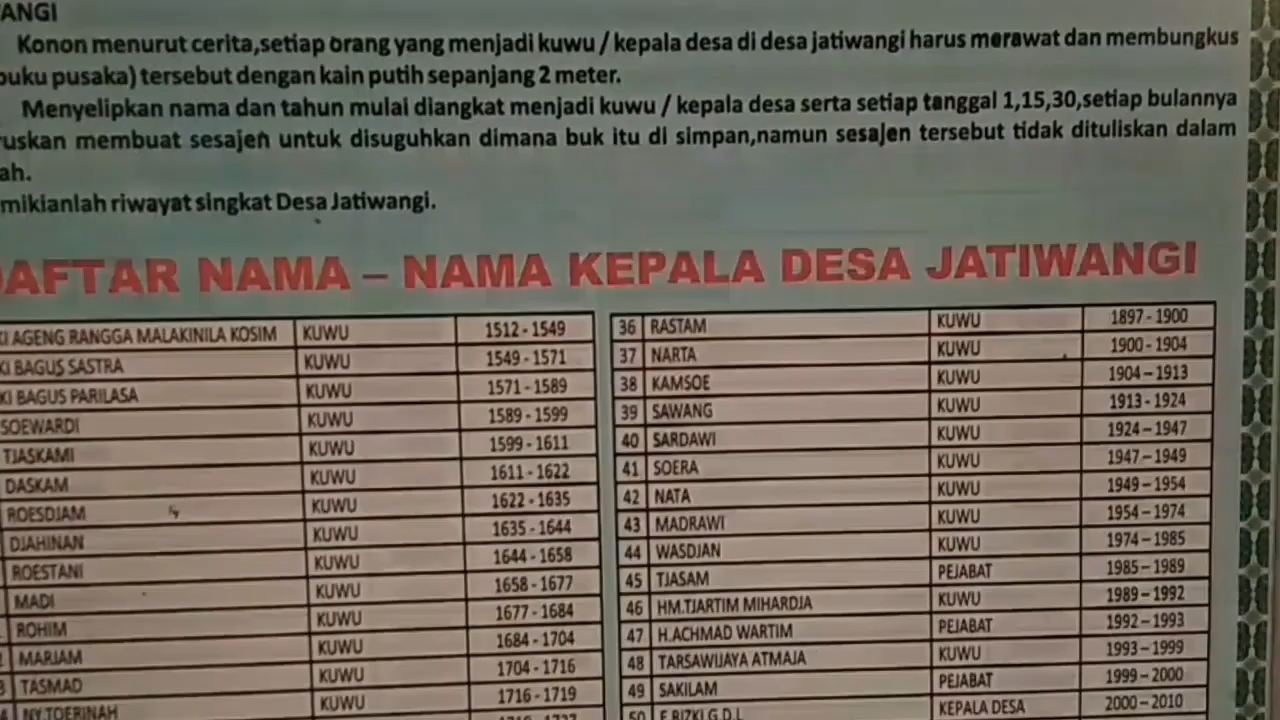 ANGI
Konon menurut cerita,setiap orang yang menjadi kuwu / kepala desa di desa jatiwangi harus merawat dan membungkus
buku pusaka) tersebut dengan kain putih sepanjang 2 meter.
Menyelipkan nama dan tahun mulai diangkat menjadi kuwu / kepala desa serta setiap tanggal 1,15,30,setiap bulannya
uskan membuat sesajen untuk disuguhkan dimana buk itu di simpan,namun sesajen tersebut tidak dituliskan dalam
ah.
mikianlah riwayat singkat Desa Jatiwangi.
DAFTAR NAMA – NAMA KEPALA DESA JATIWANGI
KI AGENG RANGGA MALAKINILA KOSIM KUWU 1512 - 1549
KI BAGUS SASTRA KUWU 1549 - 1571
KI BAGUS PARILASA KUWU 1571 - 1589
SOEWARDI KUWU 1589 - 1599
TJASKAMI KUWU 1599 - 1611
DASKAM KUWU 1611 - 1622
ROESDJAM KUWU 1622 - 1635
DJAHINAN KUWU 1635 - 1644
ROESTANI KUWU 1644 - 1658
MADI KUWU 1658 - 1677
ROHIM KUWU 1677 - 1684
MARJAM KUWU 1684 - 1704
TASMAD KUWU 1704 - 1716
NY.TOERINAH KUWU 1716 - 1719
36 RASTAM KUWU 1897 - 1900
37 NARTA KUWU 1900 - 1904
38 KAMSOE KUWU 1904 – 1913
39 SAWANG KUWU 1913 - 1924
40 SARDAWI KUWU 1924 – 1947
41 SOERA KUWU 1947 – 1949
42 NATA KUWU 1949 – 1954
43 MADRAWI KUWU 1954 – 1974
44 WASDJAN KUWU 1974 – 1985
45 TJASAM PEJABAT 1985 – 1989
46 HM.TJARTIM MIHARDJA KUWU 1989 – 1992
47 H.ACHMAD WARTIM PEJABAT 1992 – 1993
48 TARSAWIJAYA ATMAJA KUWU 1993 – 1999
49 SAKILAM PEJABAT 1999 – 2000
50 E.RIZKI G.D.L KEPALA DESA 2000 – 2010